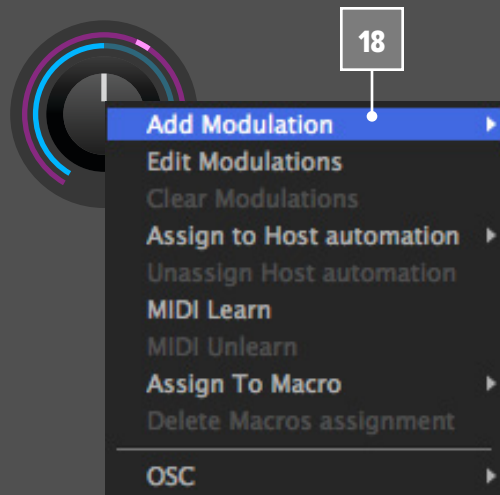 18
Add Modulation
Edit Modulations
Clear Modulations
Assign to Host automation
Unassign Host automation
MIDI Learn
MIDI Unlearn
Assign To Macro
Delete Macros assignment
OSC